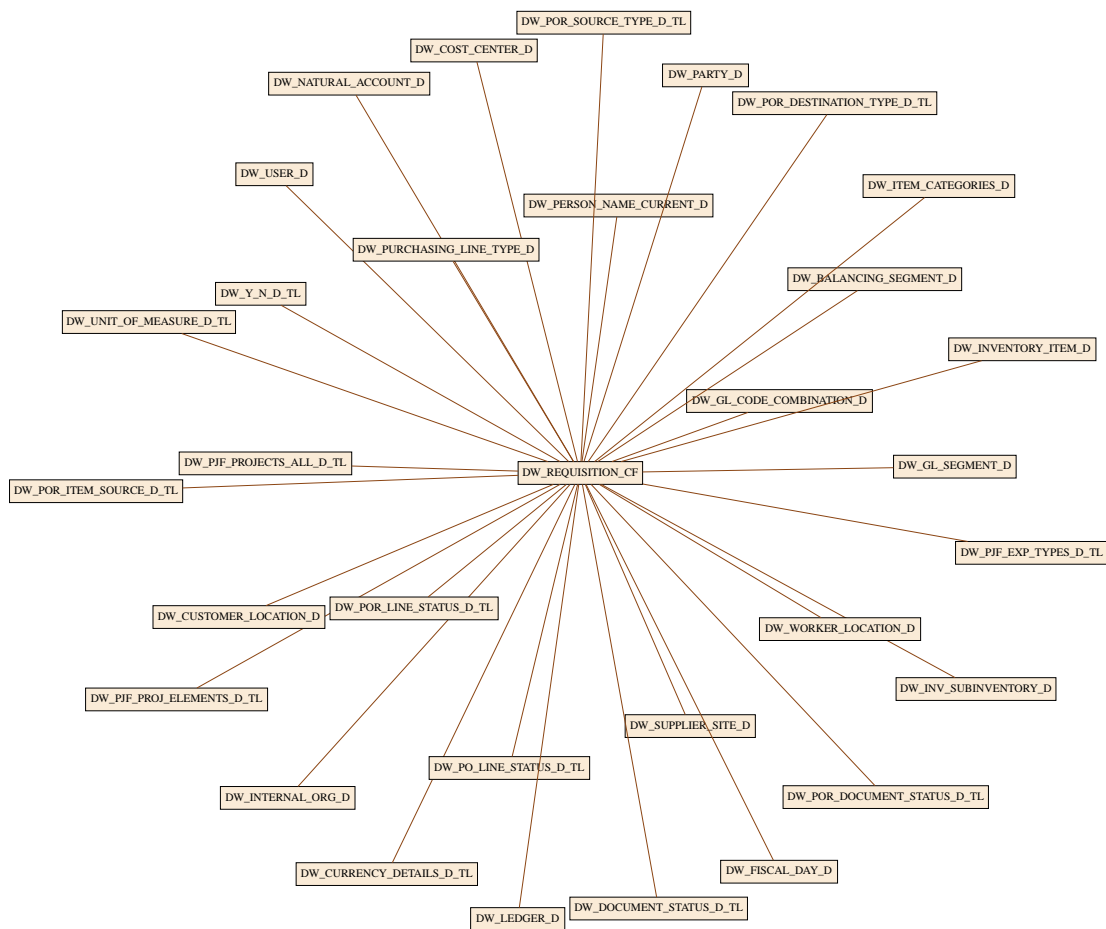 DW_POR_SOURCE_TYPE_D_TL
DW_COST_CENTER_D
DW_PARTY_D
DW_NATURAL_ACCOUNT_D
DW_POR_DESTINATION_TYPE_D_TL
DW_USER_D
DW_ITEM_CATEGORIES_D
DW_PERSON_NAME_CURRENT_D
DW_PURCHASING_LINE_TYPE_D
DW_BALANCING_SEGMENT_D
DW_Y_N_D_TL
DW_UNIT_OF_MEASURE_D_TL
DW_INVENTORY_ITEM_D
DW_GL_CODE_COMBINATION_D
DW_PJF_PROJECTS_ALL_D_TL
DW_GL_SEGMENT_D
DW_REQUISITION_CF
DW_POR_ITEM_SOURCE_D_TL
DW_PJF_EXP_TYPES_D_TL
DW_POR_LINE_STATUS_D_TL
DW_CUSTOMER_LOCATION_D
DW_WORKER_LOCATION_D
DW_INV_SUBINVENTORY_D
DW_PJF_PROJ_ELEMENTS_D_TL
DW_SUPPLIER_SITE_D
DW_PO_LINE_STATUS_D_TL
DW_INTERNAL_ORG_D
DW_POR_DOCUMENT_STATUS_D_TL
DW_FISCAL_DAY_D
DW_CURRENCY_DETAILS_D_TL
DW_DOCUMENT_STATUS_D_TL
DW_LEDGER_D